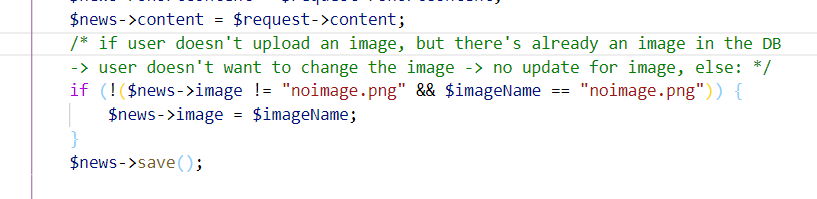 $news->content = $request->content;
/* if user doesn't upload an image, but there's already an image in the DB
-> user doesn't want to change the image -> no update for image, else: */
if (!($news->image != "noimage.png" && $imageName == "noimage.png")) {
$news->image = $imageName;
}
$news->save();